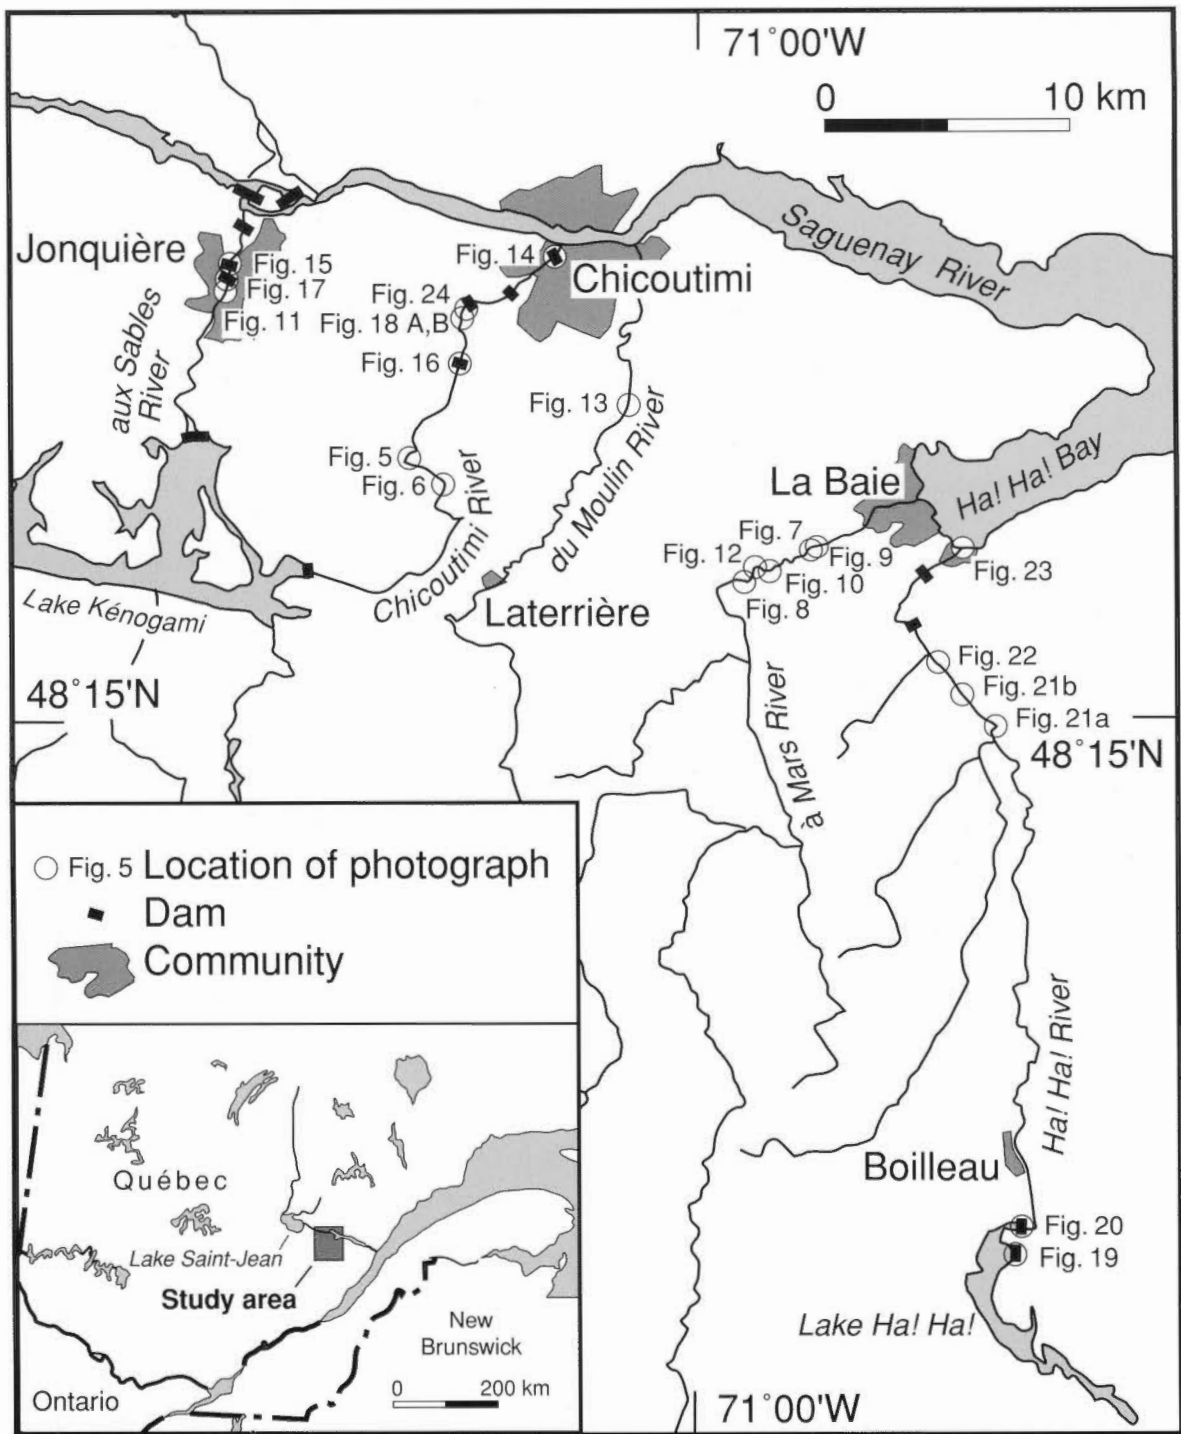 71°00'W
0 10 km
Saguenay River
Jonquière
Fig. 15
Fig. 17
Fig. 11
Fig. 14
Chicoutimi
Fig. 24
Fig. 18 A,B
Fig. 16
aux Sables
River
Fig. 13
Fig. 5
Fig. 6
Chicoutimi River
du Moulin River
La Baie
Ha! Ha! Bay
Fig. 7
Fig. 12
Fig. 9
Fig. 10
Fig. 8
Fig. 23
Lake Kénogami
Laterrière
Fig. 22
Fig. 21b
Fig. 21a
48°15'N
48°15'N
à Mars River
Fig. 5 Location of photograph
Dam
Community
Ha! Ha! River
Boilleau
Fig. 20
Fig. 19
Lake Ha! Ha!
71°00'W
Québec
Lake Saint-Jean
Study area
New
Brunswick
Ontario
0 200 km